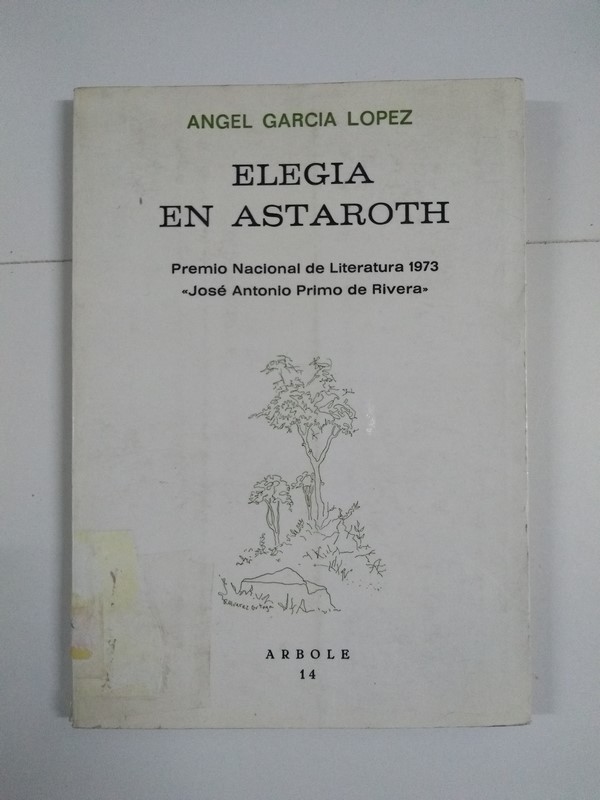 ANGEL GARCIA LOPEZ
ELEGIA
EN ASTAROTH
Premio Nacional de Literatura 1973
«José Antonio Primo de Rivera»
ARBOLE
14